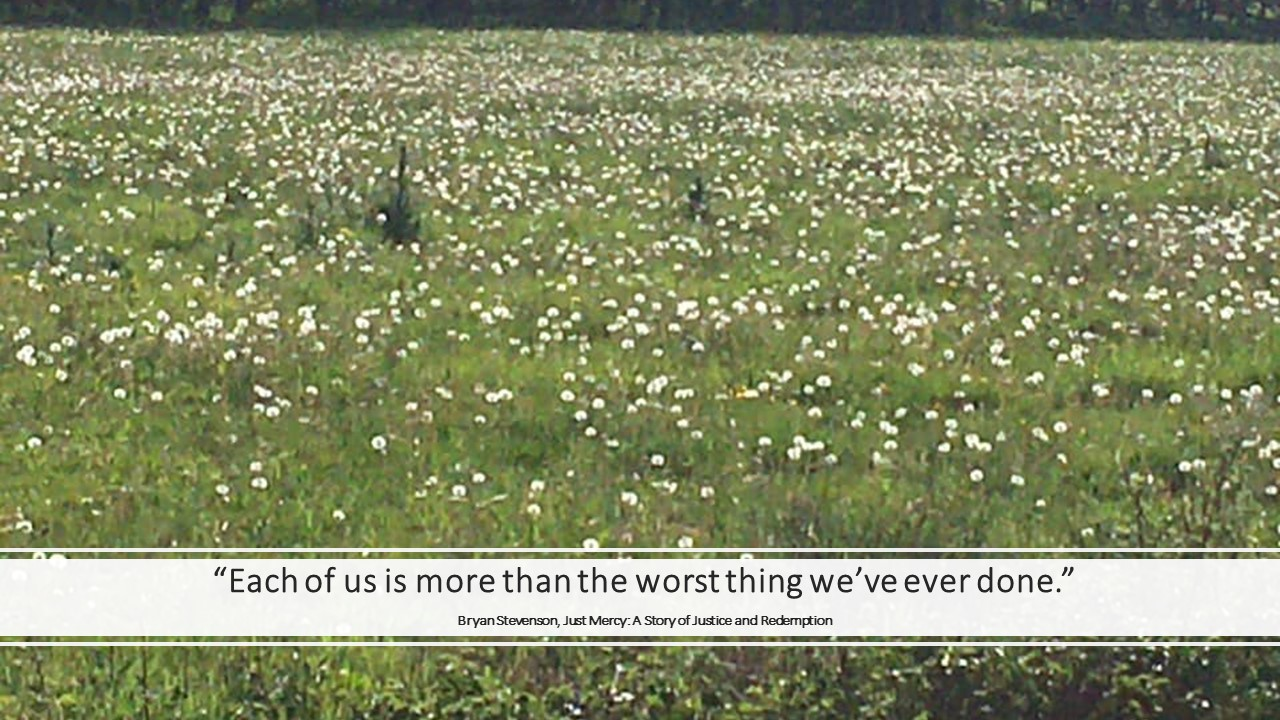 “Each of us is more than the worst thing we’ve ever done.”
Bryan Stevenson, Just Mercy: A Story of Justice and Redemption